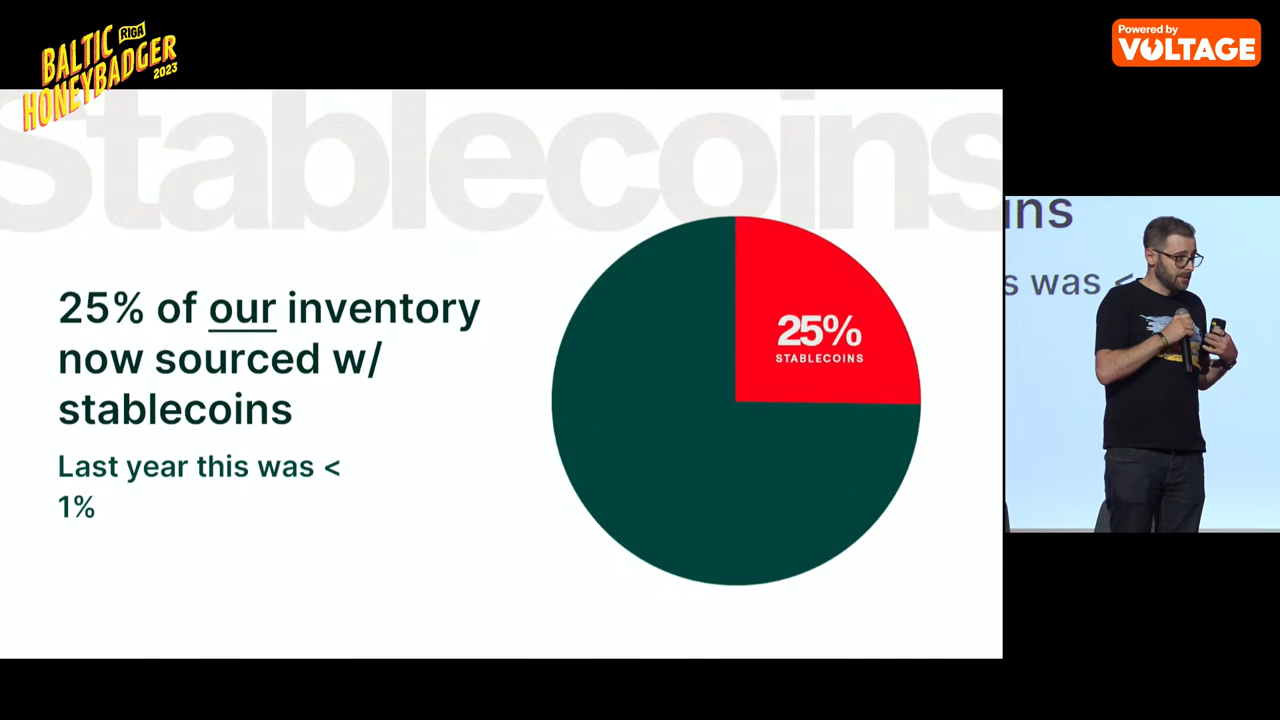 BALTIC
RIGA
HONEYBADGER
2023
Powered by
VOLTAGE
Stablecoins
25% of our inventory
now sourced w/
stablecoins
Last year this was <
1%
25%
STABLECOINS
ins
s was <